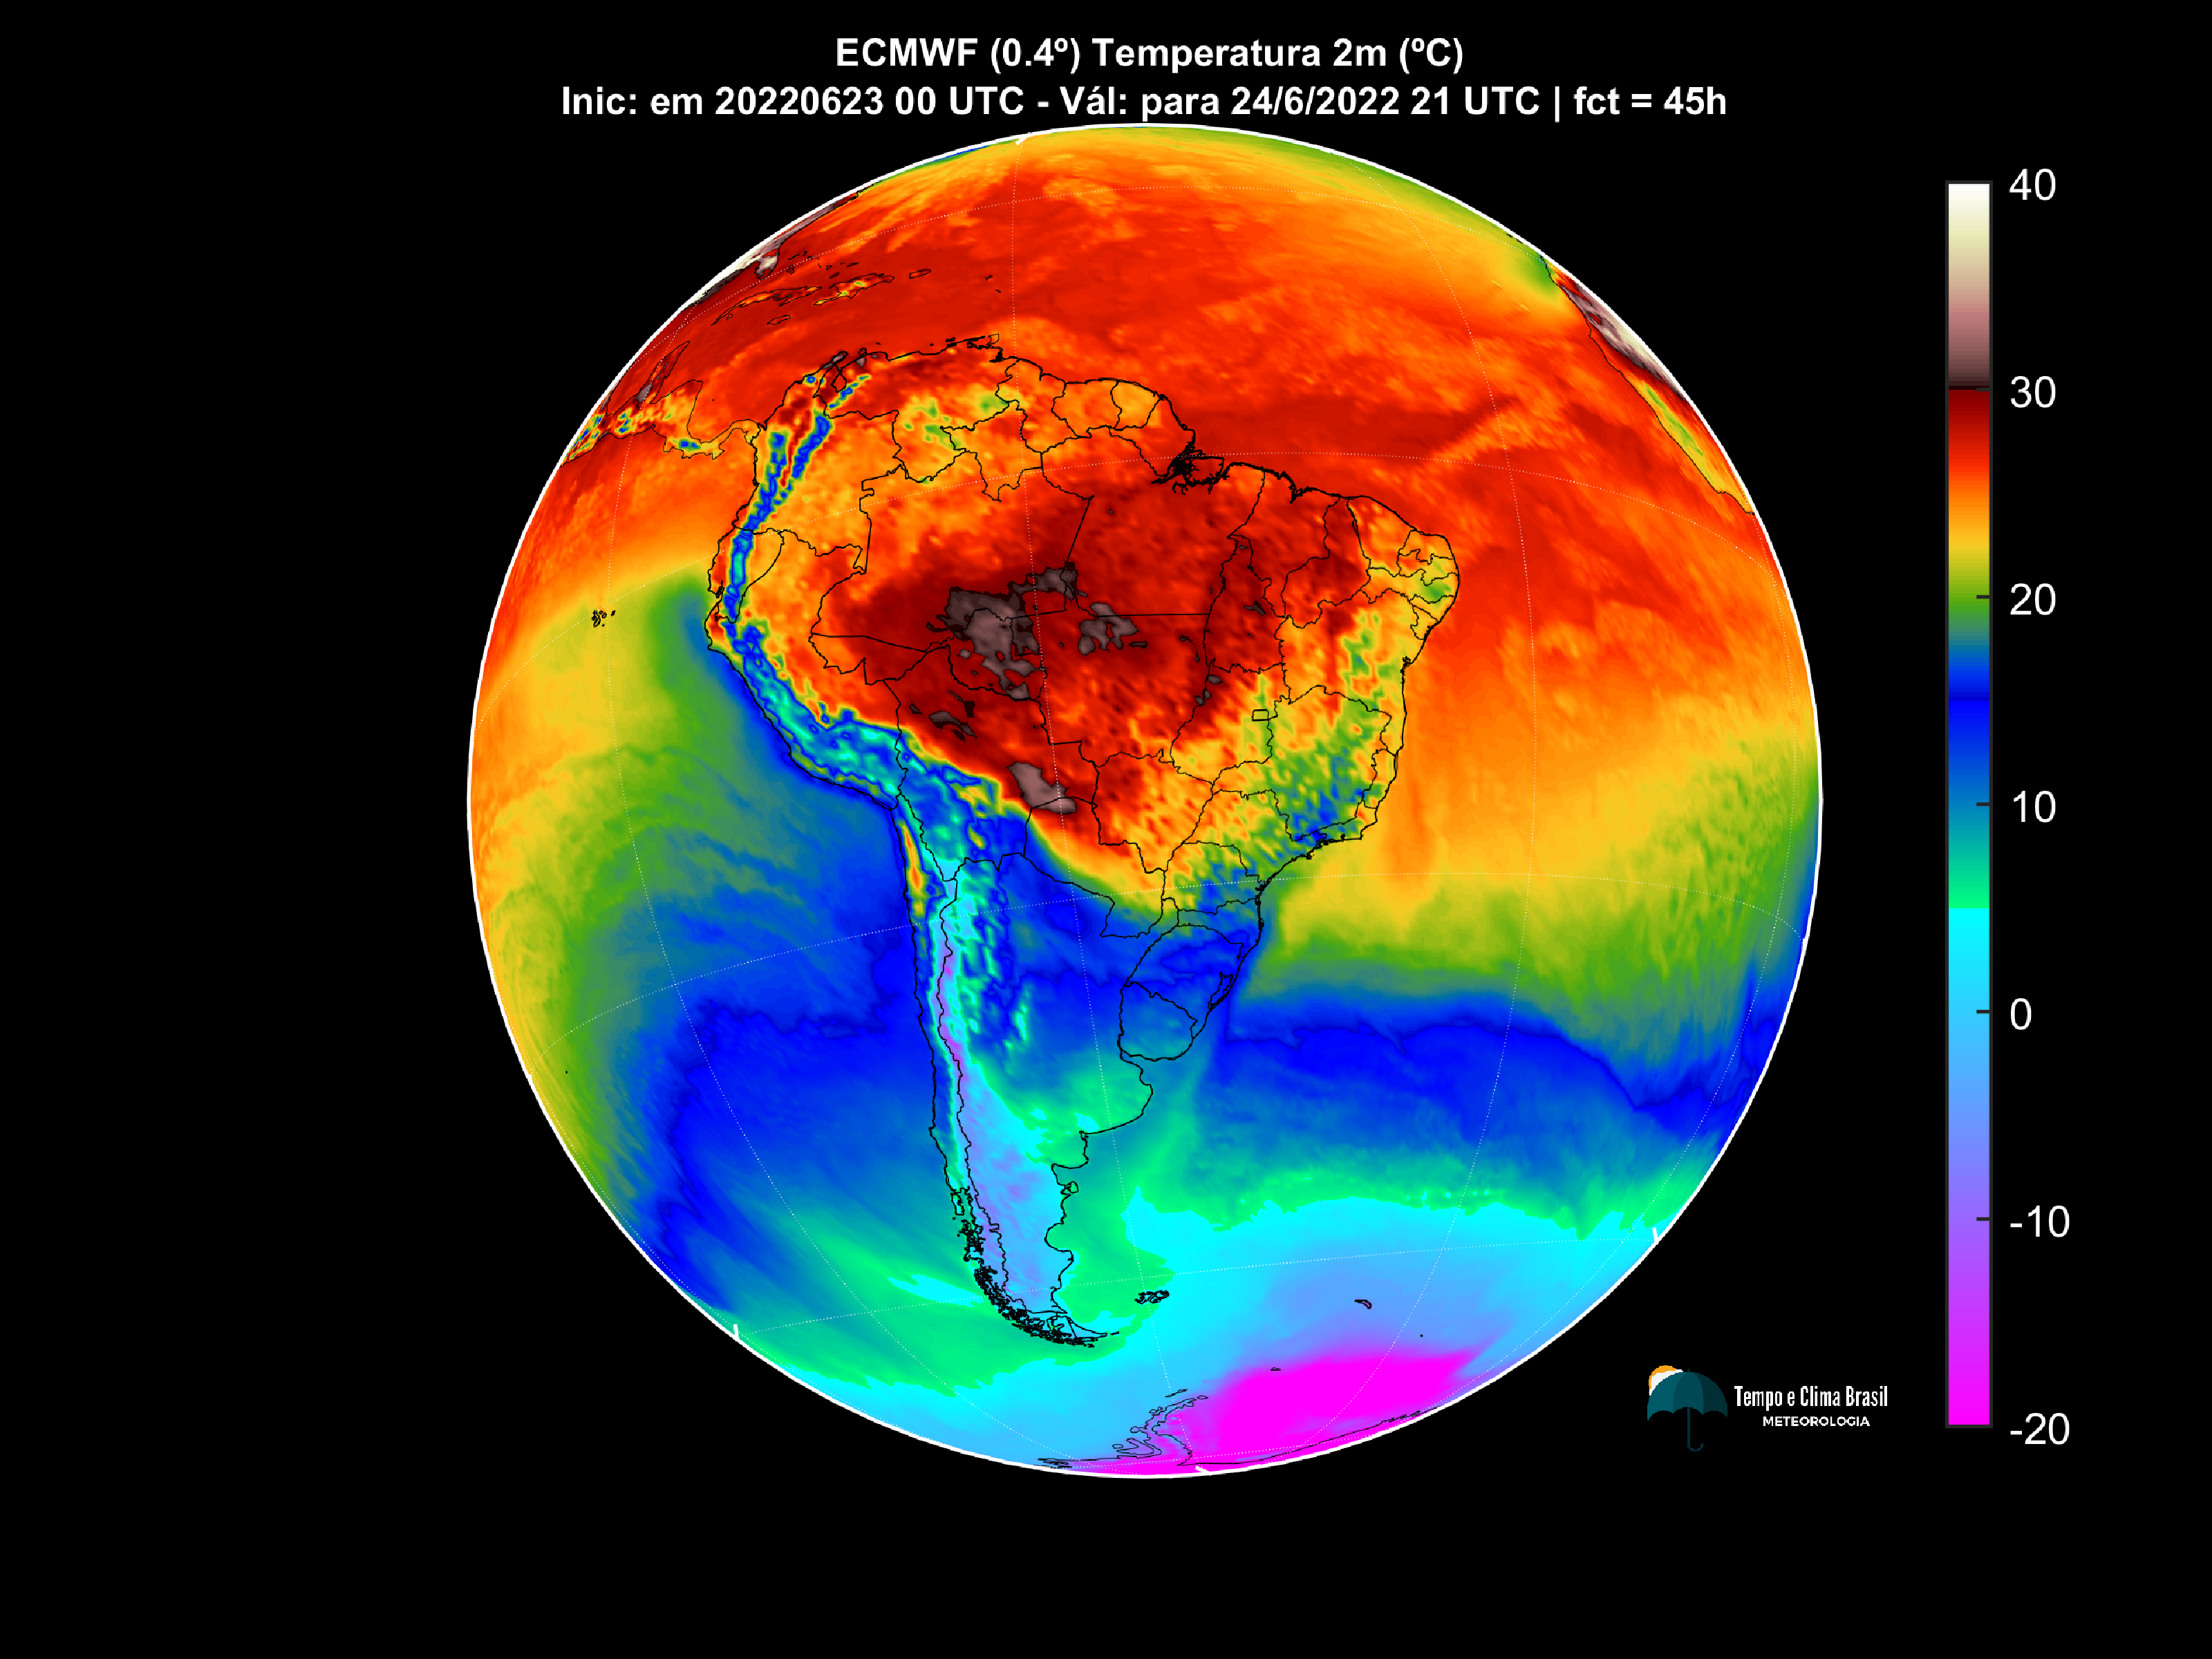 ECMWF (0.4º) Temperatura 2m (ºC)
Inic: em 20220623 00 UTC - Vál: para 24/6/2022 21 UTC | fct = 45h
40
30
20
10
0
-10
-20
Tempo e Clima Brasil
METEOROLOGIA